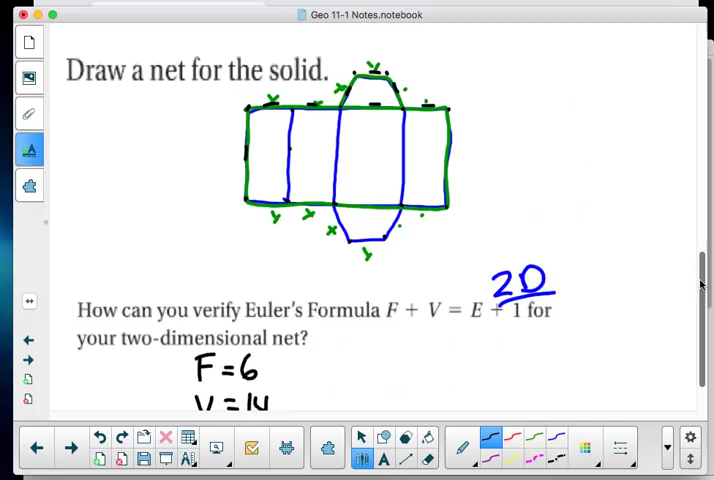 Geo 11-1 Notes.notebook
Draw a net for the solid.
2D
How can you verify Euler's Formula F + V = E + 1 for
your two-dimensional net?
F = 6
V = 14